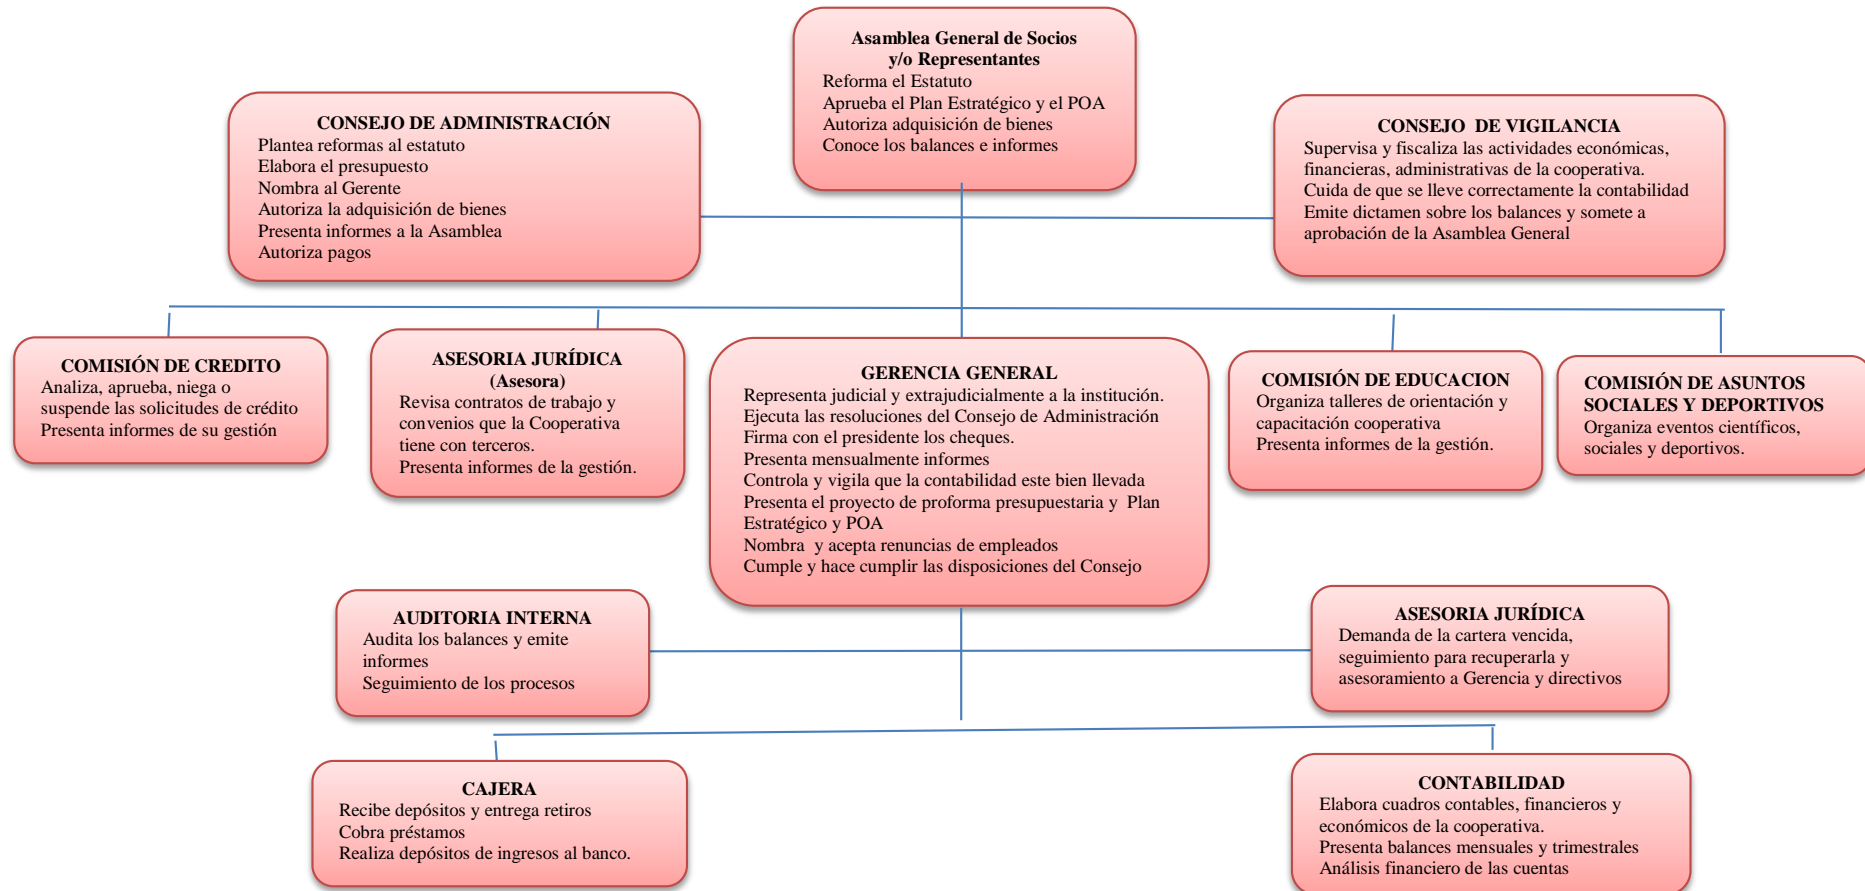 Asamblea General de Socios
y/o Representantes
Reforma el Estatuto
Aprueba el Plan Estratégico y el POA
Autoriza adquisición de bienes
Conoce los balances e informes
CONSEJO DE ADMINISTRACIÓN
Plantea reformas al estatuto
Elabora el presupuesto
Nombra al Gerente
Autoriza la adquisición de bienes
Presenta informes a la Asamblea
Autoriza pagos
CONSEJO DE VIGILANCIA
Supervisa y fiscaliza las actividades económicas,
financieras, administrativas de la cooperativa.
Cuida de que se lleve correctamente la contabilidad
Emite dictamen sobre los balances y somete a
aprobación de la Asamblea General
COMISIÓN DE CREDITO
Analiza, aprueba, niega o
suspende las solicitudes de crédito
Presenta informes de su gestión
ASESORIA JURÍDICA
(Asesora)
Revisa contratos de trabajo y
convenios que la Cooperativa
tiene con terceros.
Presenta informes de la gestión.
GERENCIA GENERAL
Representa judicial y extrajudicialmente a la institución.
Ejecuta las resoluciones del Consejo de Administración
Firma con el presidente los cheques.
Presenta mensualmente informes
Controla y vigila que la contabilidad este bien llevada
Presenta el proyecto de proforma presupuestaria y Plan
Estratégico y POA
Nombra y acepta renuncias de empleados
Cumple y hace cumplir las disposiciones del Consejo
COMISIÓN DE EDUCACION
Organiza talleres de orientación y
capacitación cooperativa
Presenta informes de la gestión.
COMISIÓN DE ASUNTOS
SOCIALES Y DEPORTIVOS
Organiza eventos científicos,
sociales y deportivos.
AUDITORIA INTERNA
Audita los balances y emite
informes
Seguimiento de los procesos
ASESORIA JURÍDICA
Demanda de la cartera vencida,
seguimiento para recuperarla y
asesoramiento a Gerencia y directivos
CAJERA
Recibe depósitos y entrega retiros
Cobra préstamos
Realiza depósitos de ingresos al banco.
CONTABILIDAD
Elabora cuadros contables, financieros y
económicos de la cooperativa.
Presenta balances mensuales y trimestrales
Análisis financiero de las cuentas